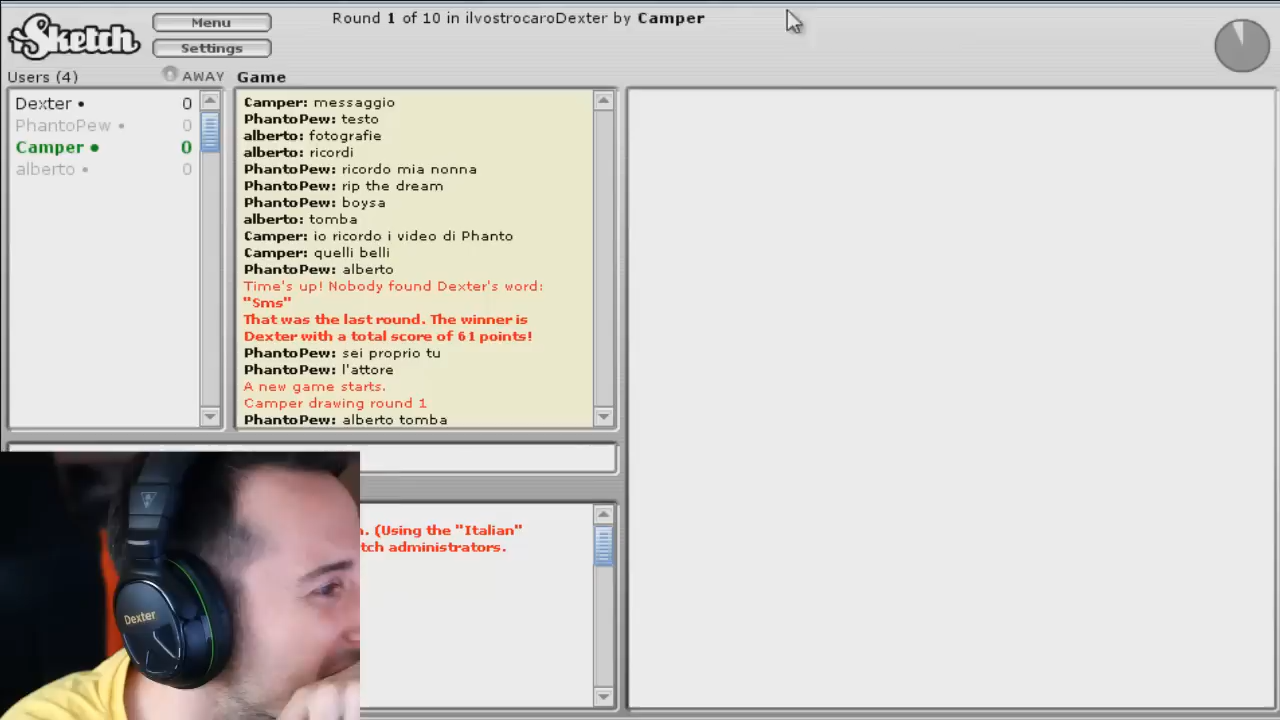 Round 1 of 10 in ilvostrocaroDexter by Camper
iSketch
Menu
Settings
Users (4)
AWAY
Game
Dexter • 0
PhantoPew • 0
Camper • 0
alberto • 0
Camper: messaggio
PhantoPew: testo
alberto: fotografie
alberto: ricordi
PhantoPew: ricordo mia nonna
PhantoPew: rip the dream
PhantoPew: boysa
alberto: tomba
Camper: io ricordo i video di Phanto
Camper: quelli belli
PhantoPew: alberto
Time's up! Nobody found Dexter's word:
"Sms"
That was the last round. The winner is
Dexter with a total score of 61 points!
PhantoPew: sei proprio tu
PhantoPew: l'attore
A new game starts.
Camper drawing round 1
PhantoPew: alberto tomba
(Using the "Italian"
administrators.
Dexter